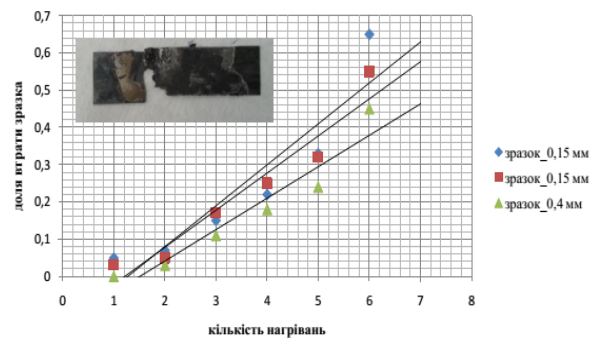 0,7
0,6
0,5
0,4
0,3
0,2
0,1
0
0 1 2 3 4 5 6 7 8
доля втрати зразка
кількість нагрівань
зразок_0,15 мм
зразок_0,15 мм
зразок_0,4 мм